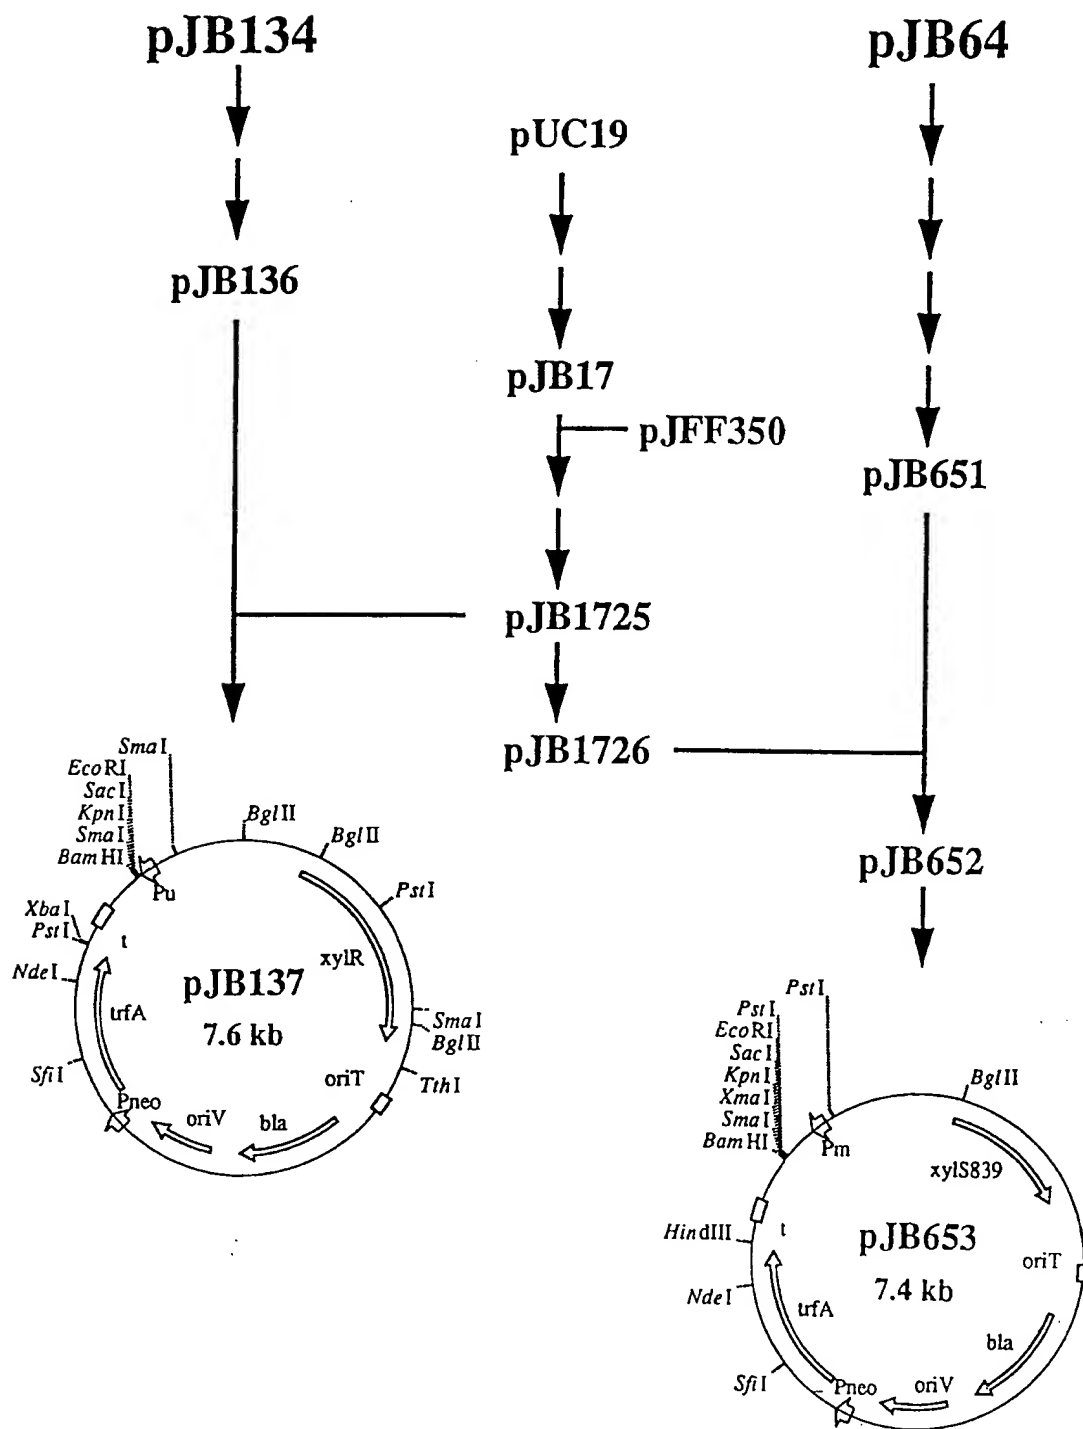 pJB134
pJB64
pUC19
pJB136
pJB17
pJFF350
pJB651
pJB1725
pJB1726
pJB652
SmaI
EcoRI
SacI
KpnI
SmaI
BamHI
Pu
BglII
BglII
PstI
XbaI
PstI
t
NdeI
xylR
pJB137
7.6 kb
trfA
SmaI
BglII
SfiI
oriT
TthI
Pneo
oriV
bla
PstI
PstI
EcoRI
SacI
KpnI
XmaI
SmaI
BamHI
Pm
BglII
xylS839
HindIII
t
pJB653
7.4 kb
oriT
NdeI
trfA
bla
SfiI
Pneo
oriV